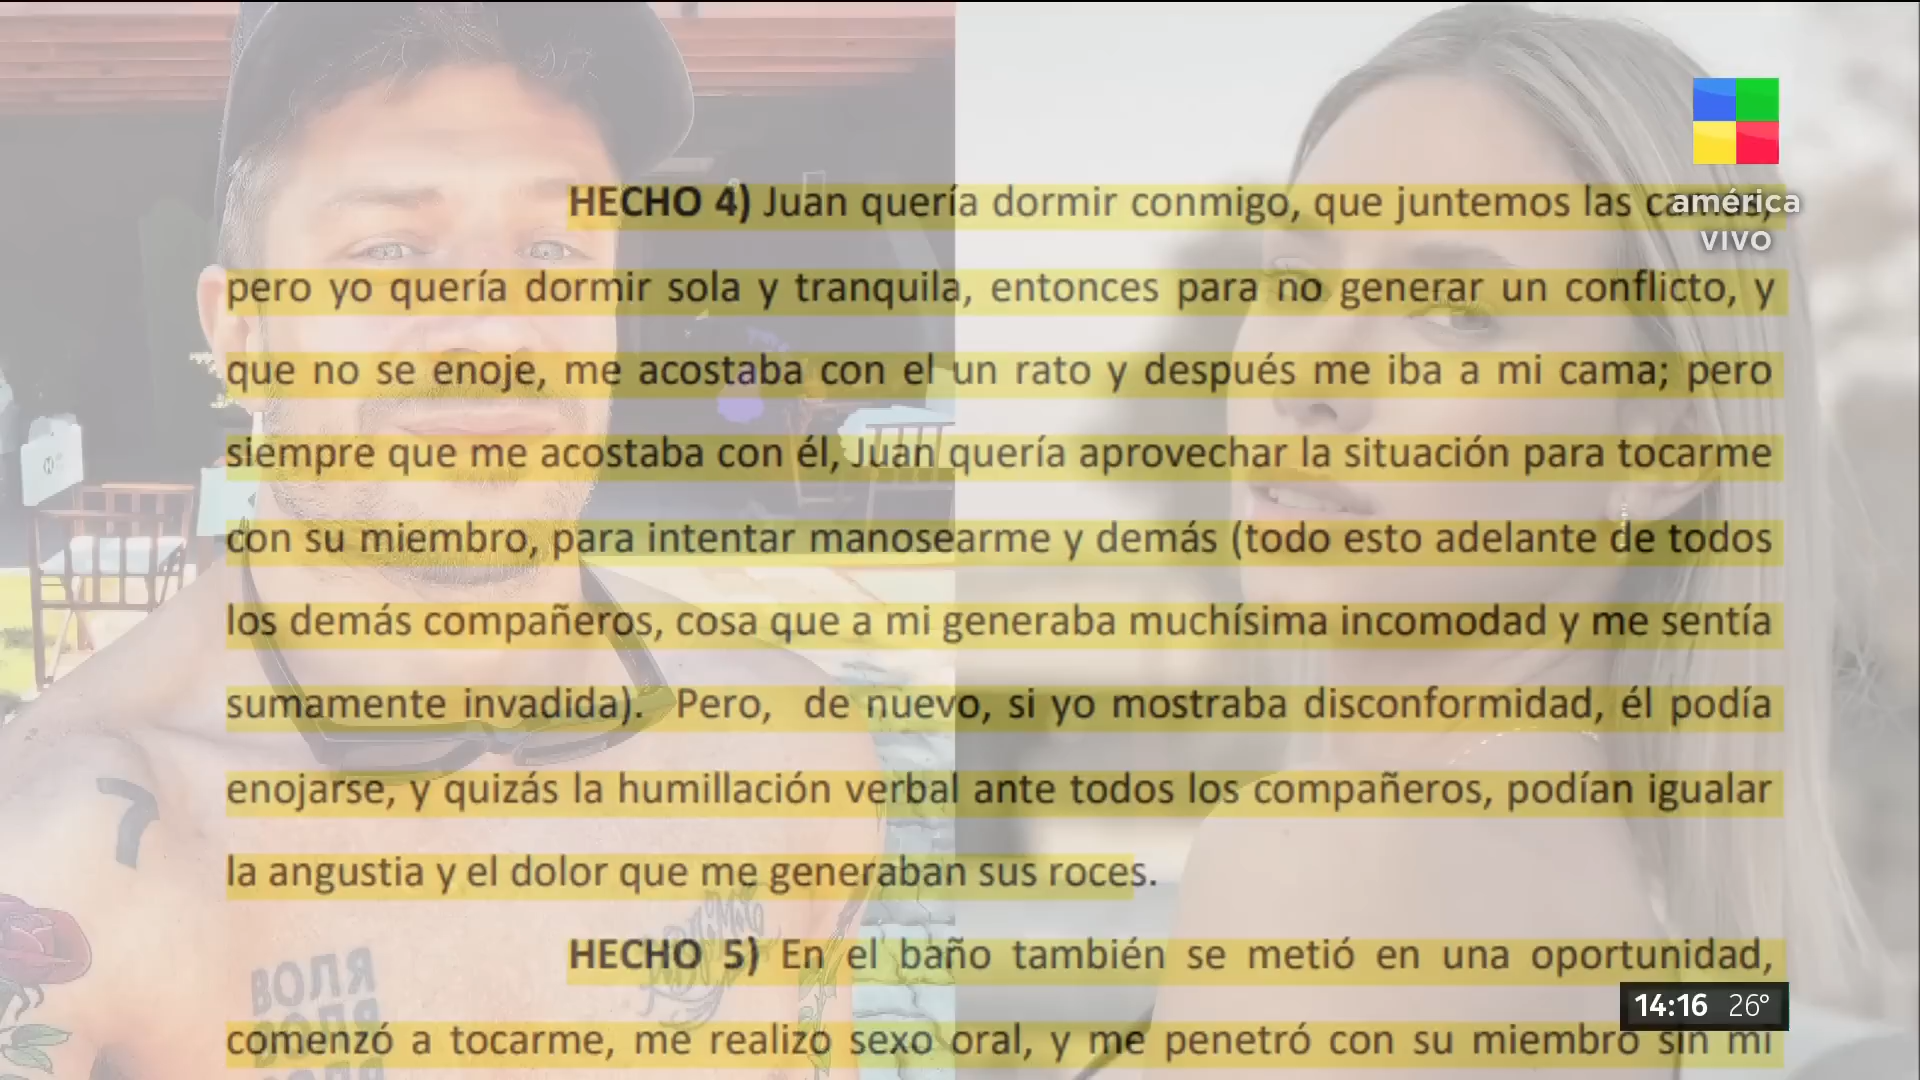 américa
VIVO
HECHO 4) Juan quería dormir conmigo, que juntemos las camas,
pero yo quería dormir sola y tranquila, entonces para no generar un conflicto, y
que no se enoje, me acostaba con el un rato y después me iba a mi cama; pero
siempre que me acostaba con él, Juan quería aprovechar la situación para tocarme
con su miembro, para intentar manosearme y demás (todo esto adelante de todos
los demás compañeros, cosa que a mi generaba muchísima incomodad y me sentía
sumamente invadida). Pero, de nuevo, si yo mostraba disconformidad, él podía
enojarse, y quizás la humillación verbal ante todos los compañeros, podían igualar
la angustia y el dolor que me generaban sus roces.
HECHO 5) En el baño también se metió en una oportunidad,
comenzó a tocarme, me realizo sexo oral, y me penetró con su miembro sin mi
14:16 26°
ВОЛЯ